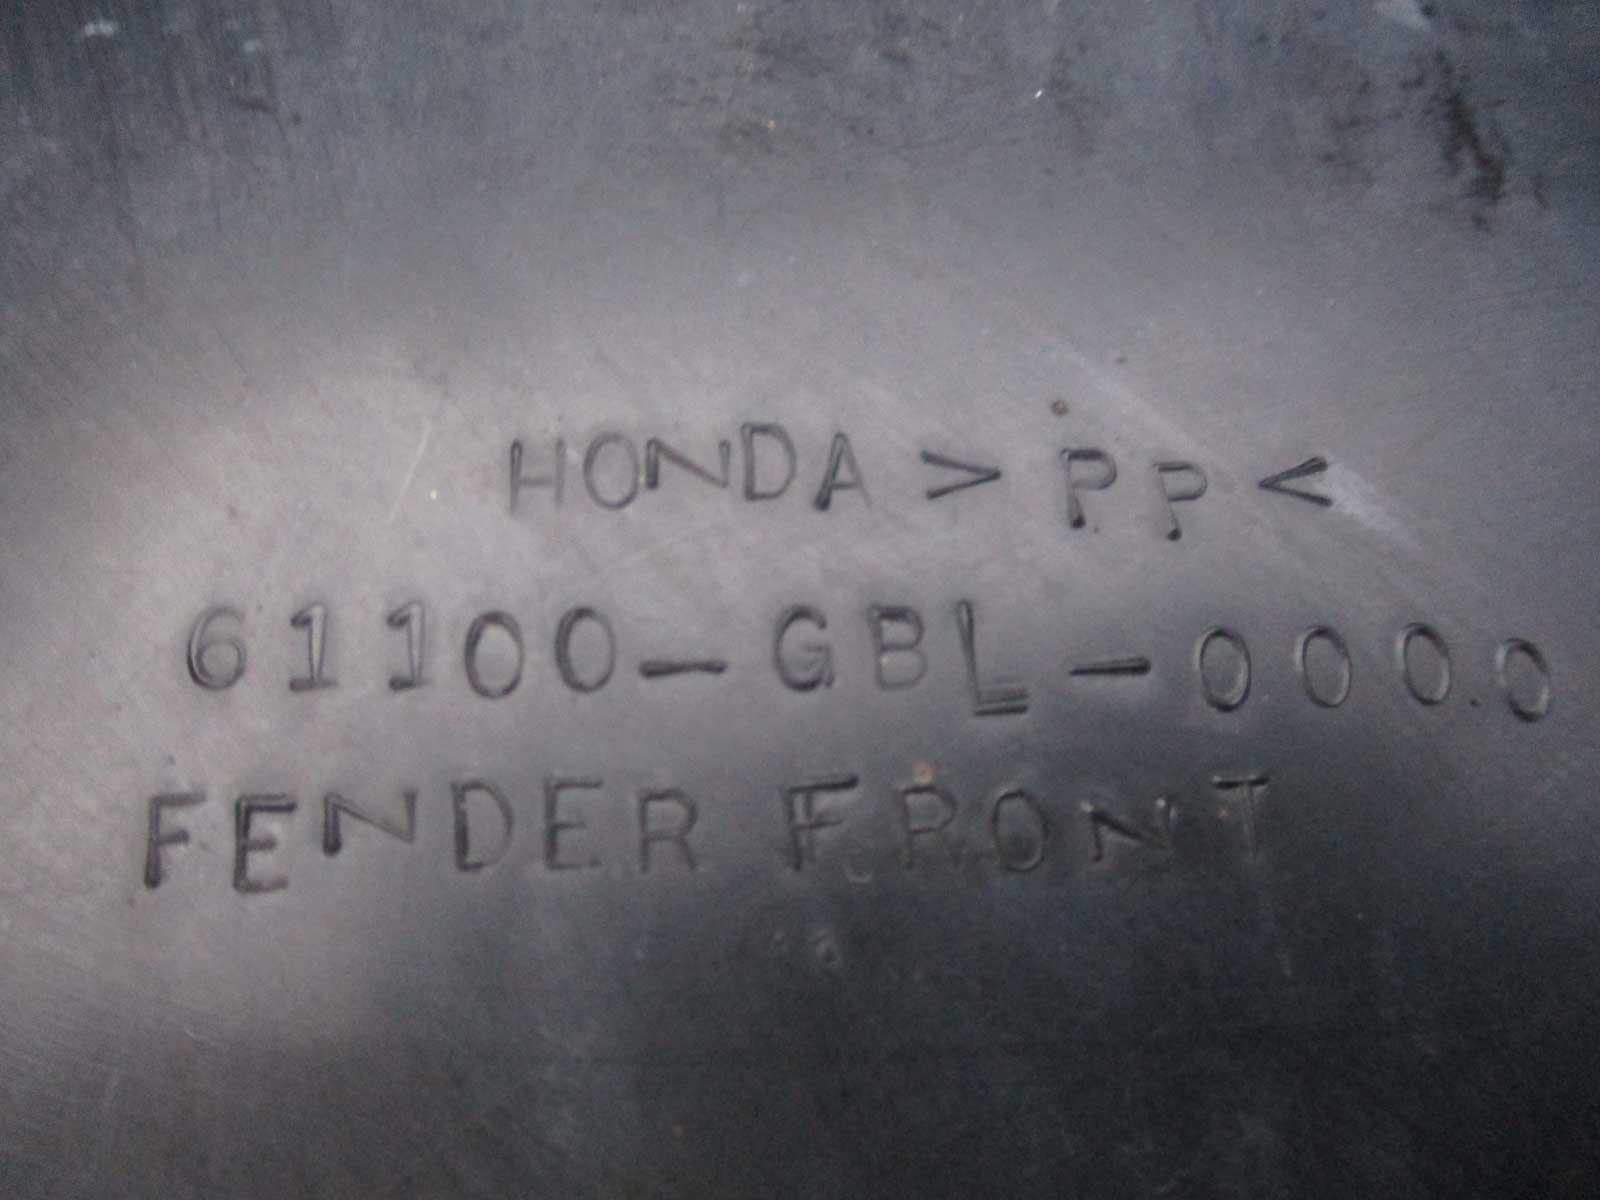 HONDA >PP<
61100-GBL-0000
FENDER FRONT